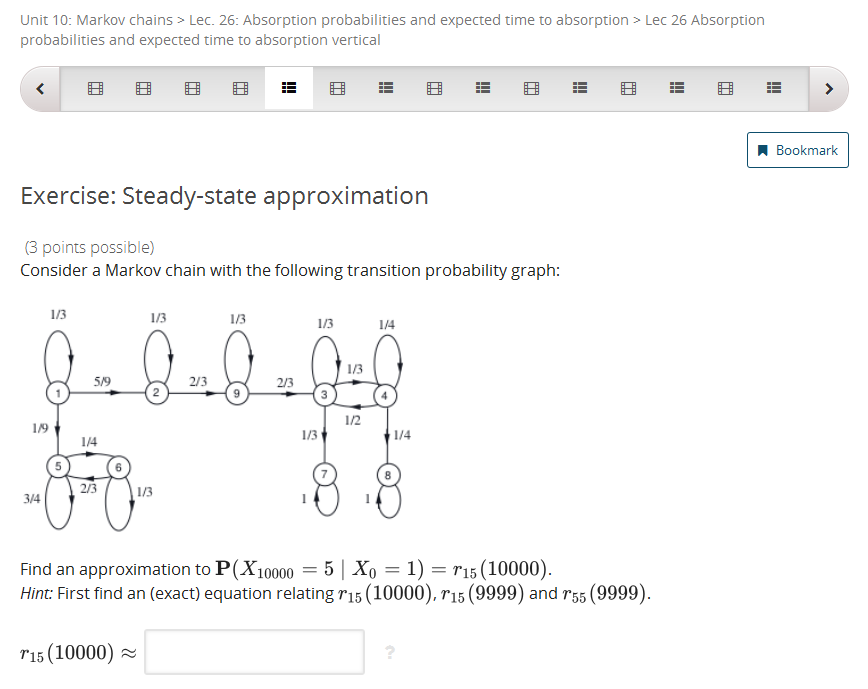 Unit 10: Markov chains > Lec. 26: Absorption probabilities and expected time to absorption > Lec 26 Absorption
probabilities and expected time to absorption vertical
Bookmark
Exercise: Steady-state approximation
(3 points possible)
Consider a Markov chain with the following transition probability graph:
1/3 1/3 1/3 1/3 1/4
1/3
5/9 2/3 2/3
1 2 9 3 4
1/2
1/9 1/4 1/3 1/4
5 6 7 8
2/3
3/4 1/3 1 1
Find an approximation to P(X₁₀₀₀₀ = 5 | X₀ = 1) = r₁₅(10000).
Hint: First find an (exact) equation relating r₁₅(10000), r₁₅(9999) and r₅₅(9999).
r₁₅(10000) ≈ ?